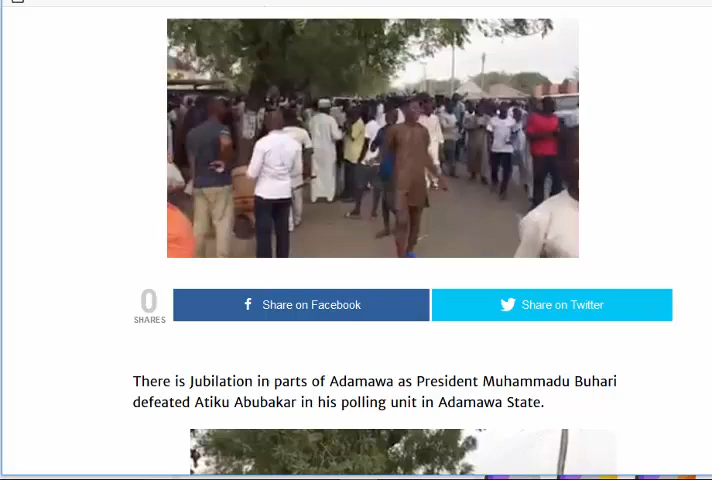 0
SHARES
Share on Facebook
Share on Twitter
There is Jubilation in parts of Adamawa as President Muhammadu Buhari
defeated Atiku Abubakar in his polling unit in Adamawa State.